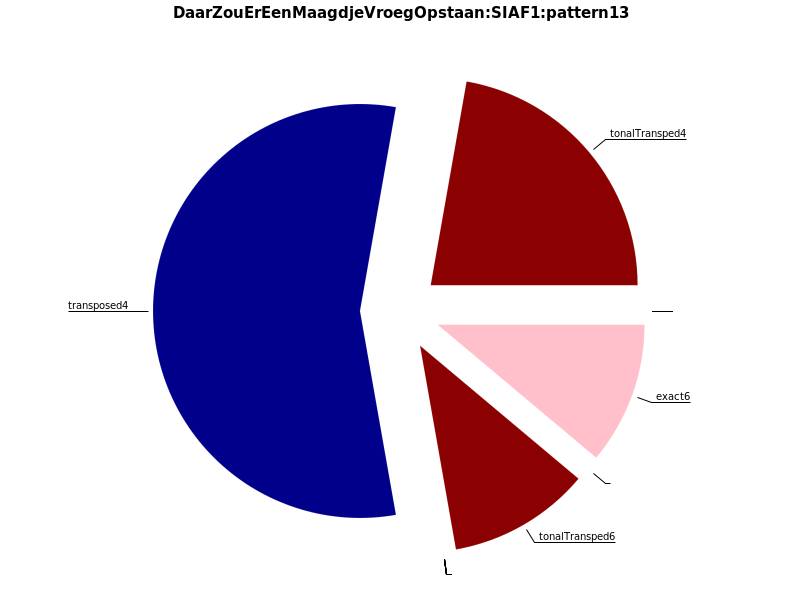 DaarZouErEenMaagdjeVroegOpstaan:SIAF1:pattern13
tonalTransped4
transposed4
exact6
tonalTransped6